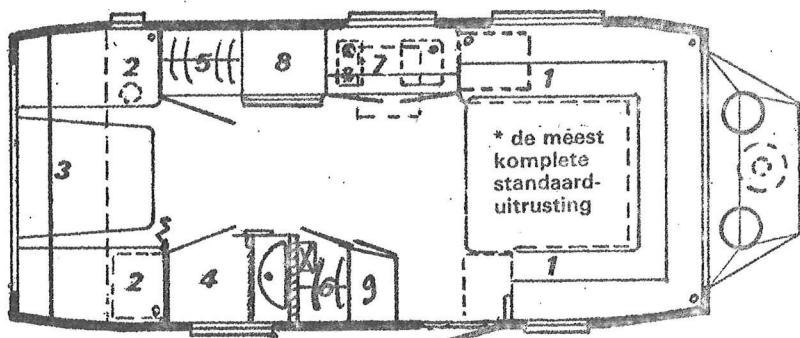 2 5 8 7 1
* de meest
komplete
standaard-
uitrusting
3
2 4 6 9 1